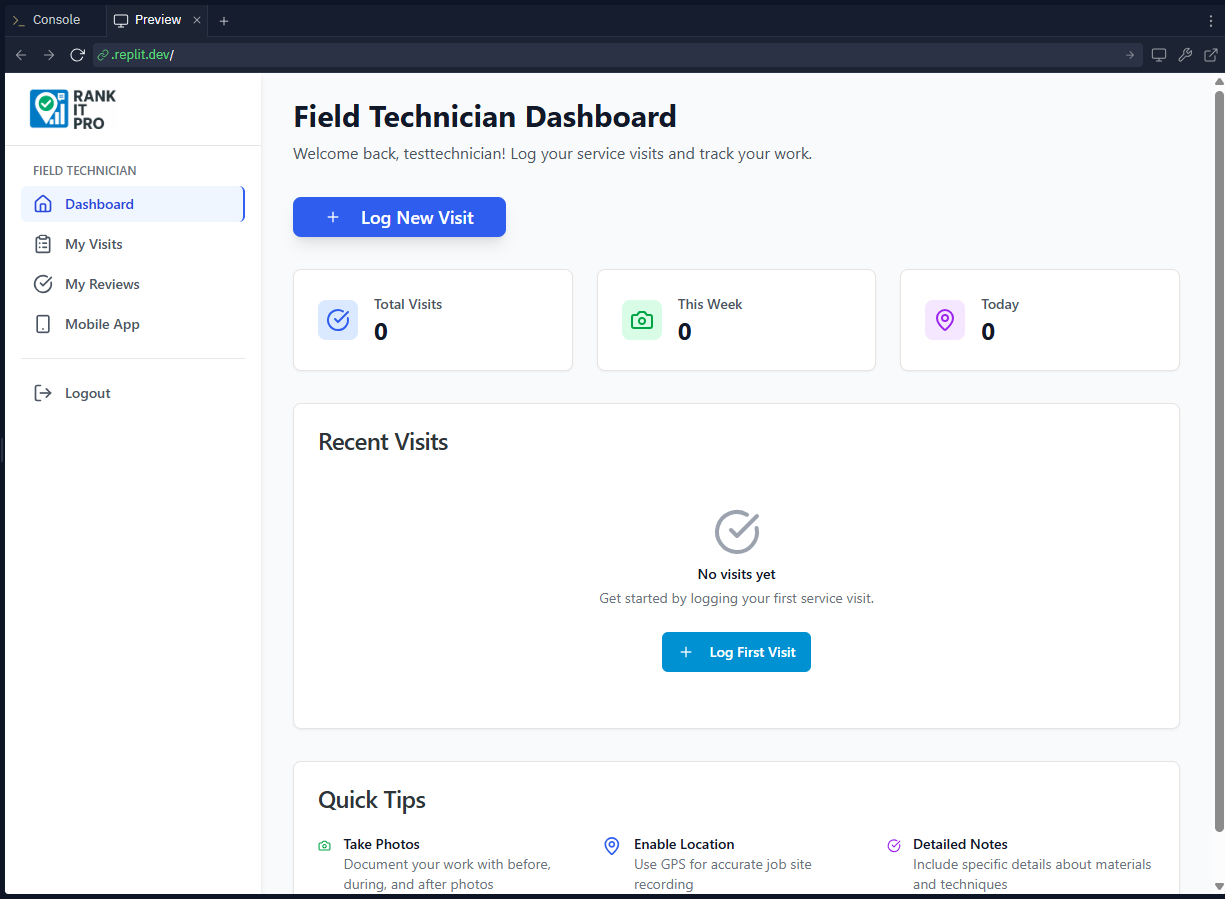 Console
Preview
.replit.dev/
RANK
IT
PRO
FIELD TECHNICIAN
Dashboard
My Visits
My Reviews
Mobile App
Logout
Field Technician Dashboard
Welcome back, testtechnician! Log your service visits and track your work.
+ Log New Visit
Total Visits
0
This Week
0
Today
0
Recent Visits
No visits yet
Get started by logging your first service visit.
+ Log First Visit
Quick Tips
Take Photos
Document your work with before,
during, and after photos
Enable Location
Use GPS for accurate job site
recording
Detailed Notes
Include specific details about materials
and techniques